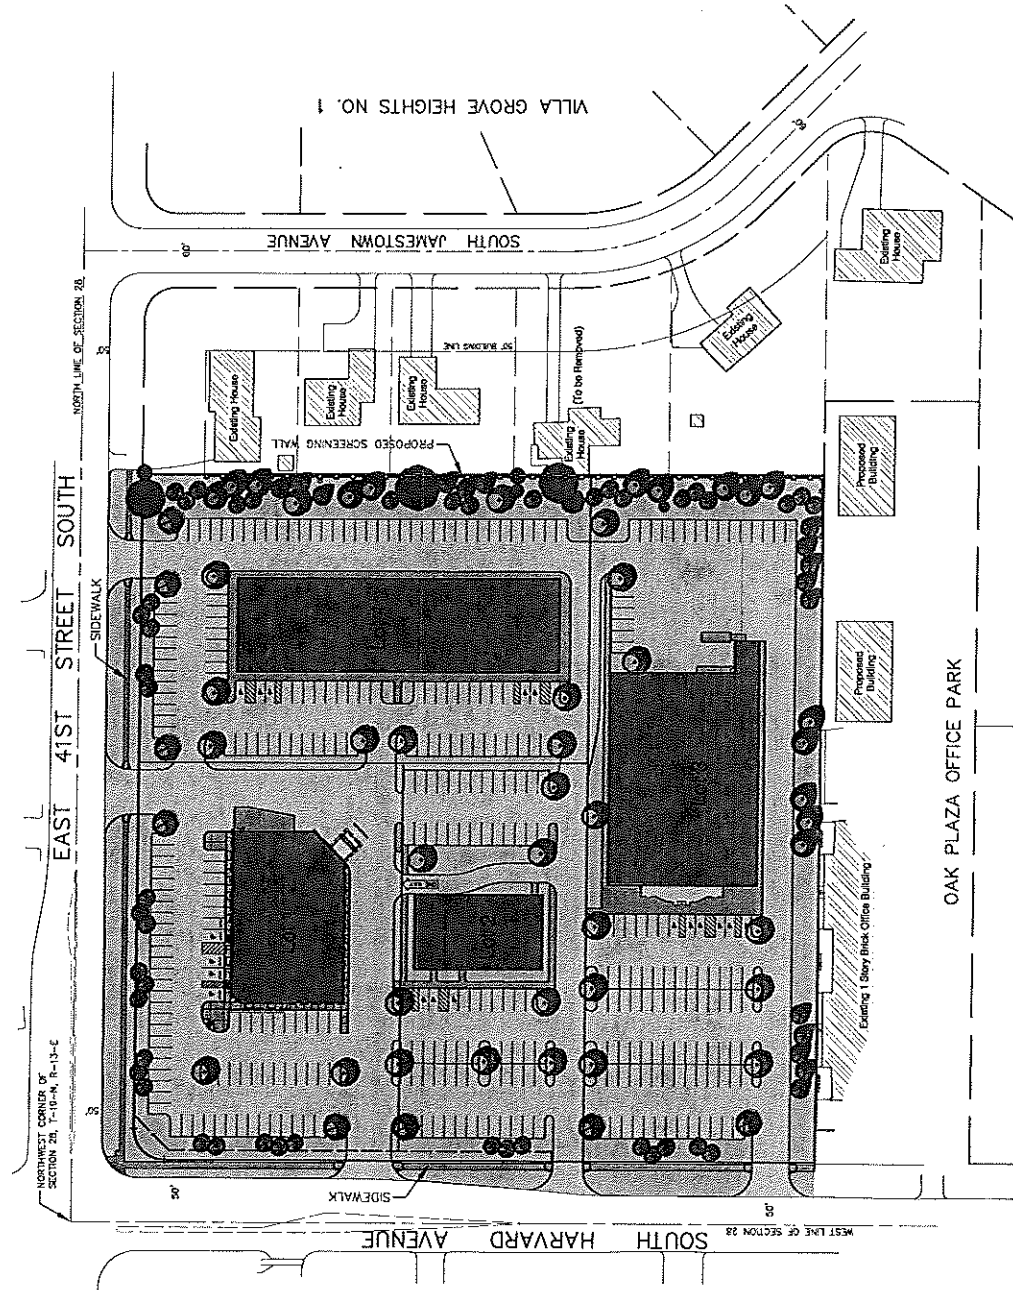 VILLA GROVE HEIGHTS NO. 1
60'
60'
SOUTH JAMESTOWN AVENUE
NORTH LINE OF SECTION 28
50'
50' BUILDING LINE
Existing House
Existing
House
Existing
House
Existing
House
(To be Removed)
Existing
House
Existing
House
PROPOSED SCREENING WALL
EAST 41ST STREET SOUTH
SIDEWALK
Proposed
Building
Proposed
Building
OAK PLAZA OFFICE PARK
Existing 1 Story Brick Office Building
Lot 2
NORTHWEST CORNER OF
SECTION 28, T-19-N, R-13-E
50'
50'
SIDEWALK
50'
WEST LINE OF SECTION 28
SOUTH HARVARD AVENUE